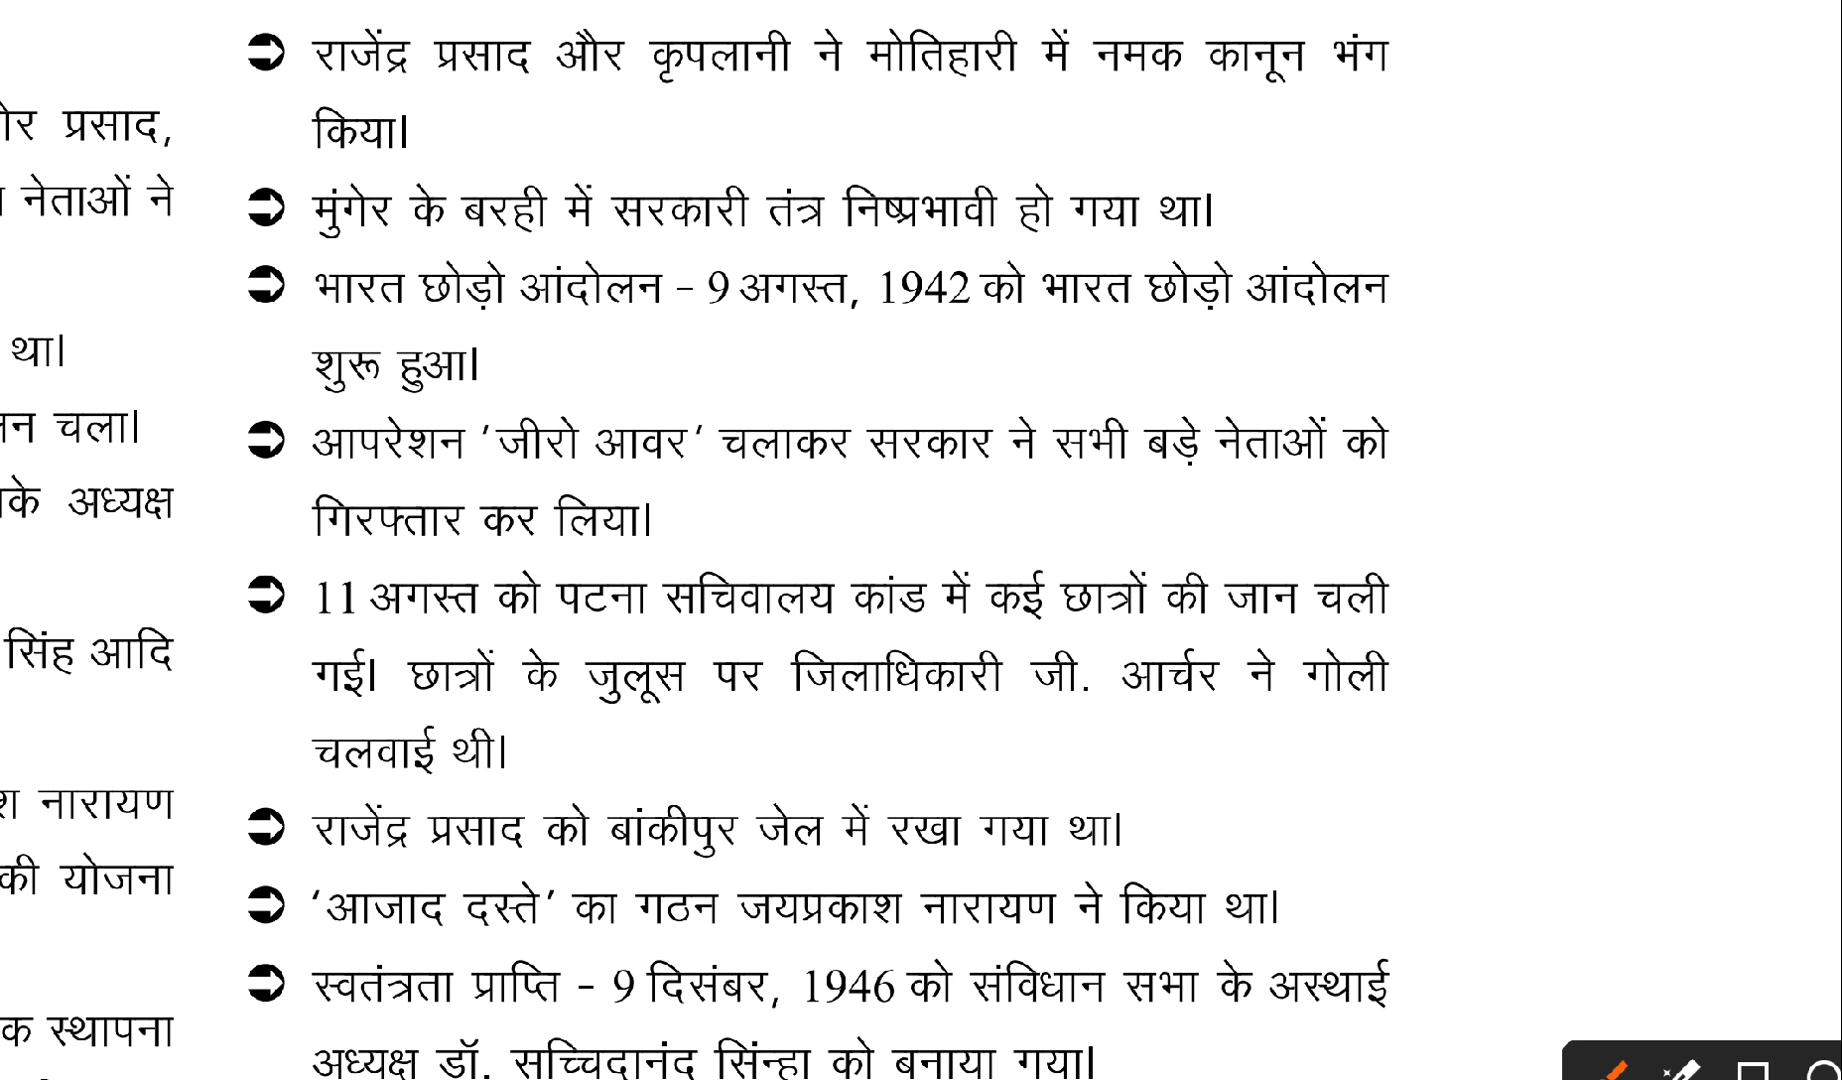 ोर प्रसाद,
नेताओं ने
था।
चला।
के अध्यक्ष
सिंह आदि
नारायण
की योजना
स्थापना
राजेंद्र प्रसाद और कृपलानी ने मोतिहारी में नमक कानून भंग
किया।
मुंगेर के बरही में सरकारी तंत्र निष्प्रभावी हो गया था।
भारत छोड़ो आंदोलन - 9 अगस्त, 1942 को भारत छोड़ो आंदोलन
शुरू हुआ।
आपरेशन ‘जीरो आवर’ चलाकर सरकार ने सभी बड़े नेताओं को
गिरफ्तार कर लिया।
11 अगस्त को पटना सचिवालय कांड में कई छात्रों की जान चली
गई। छात्रों के जुलूस पर जिलाधिकारी जी. आर्चर ने गोली
चलवाई थी।
राजेंद्र प्रसाद को बांकीपुर जेल में रखा गया था।
‘आजाद दस्ते’ का गठन जयप्रकाश नारायण ने किया था।
स्वतंत्रता प्राप्ति - 9 दिसंबर, 1946 को संविधान सभा के अस्थाई
अध्यक्ष डॉ. सच्चिदानंद सिंन्हा को बनाया गया।